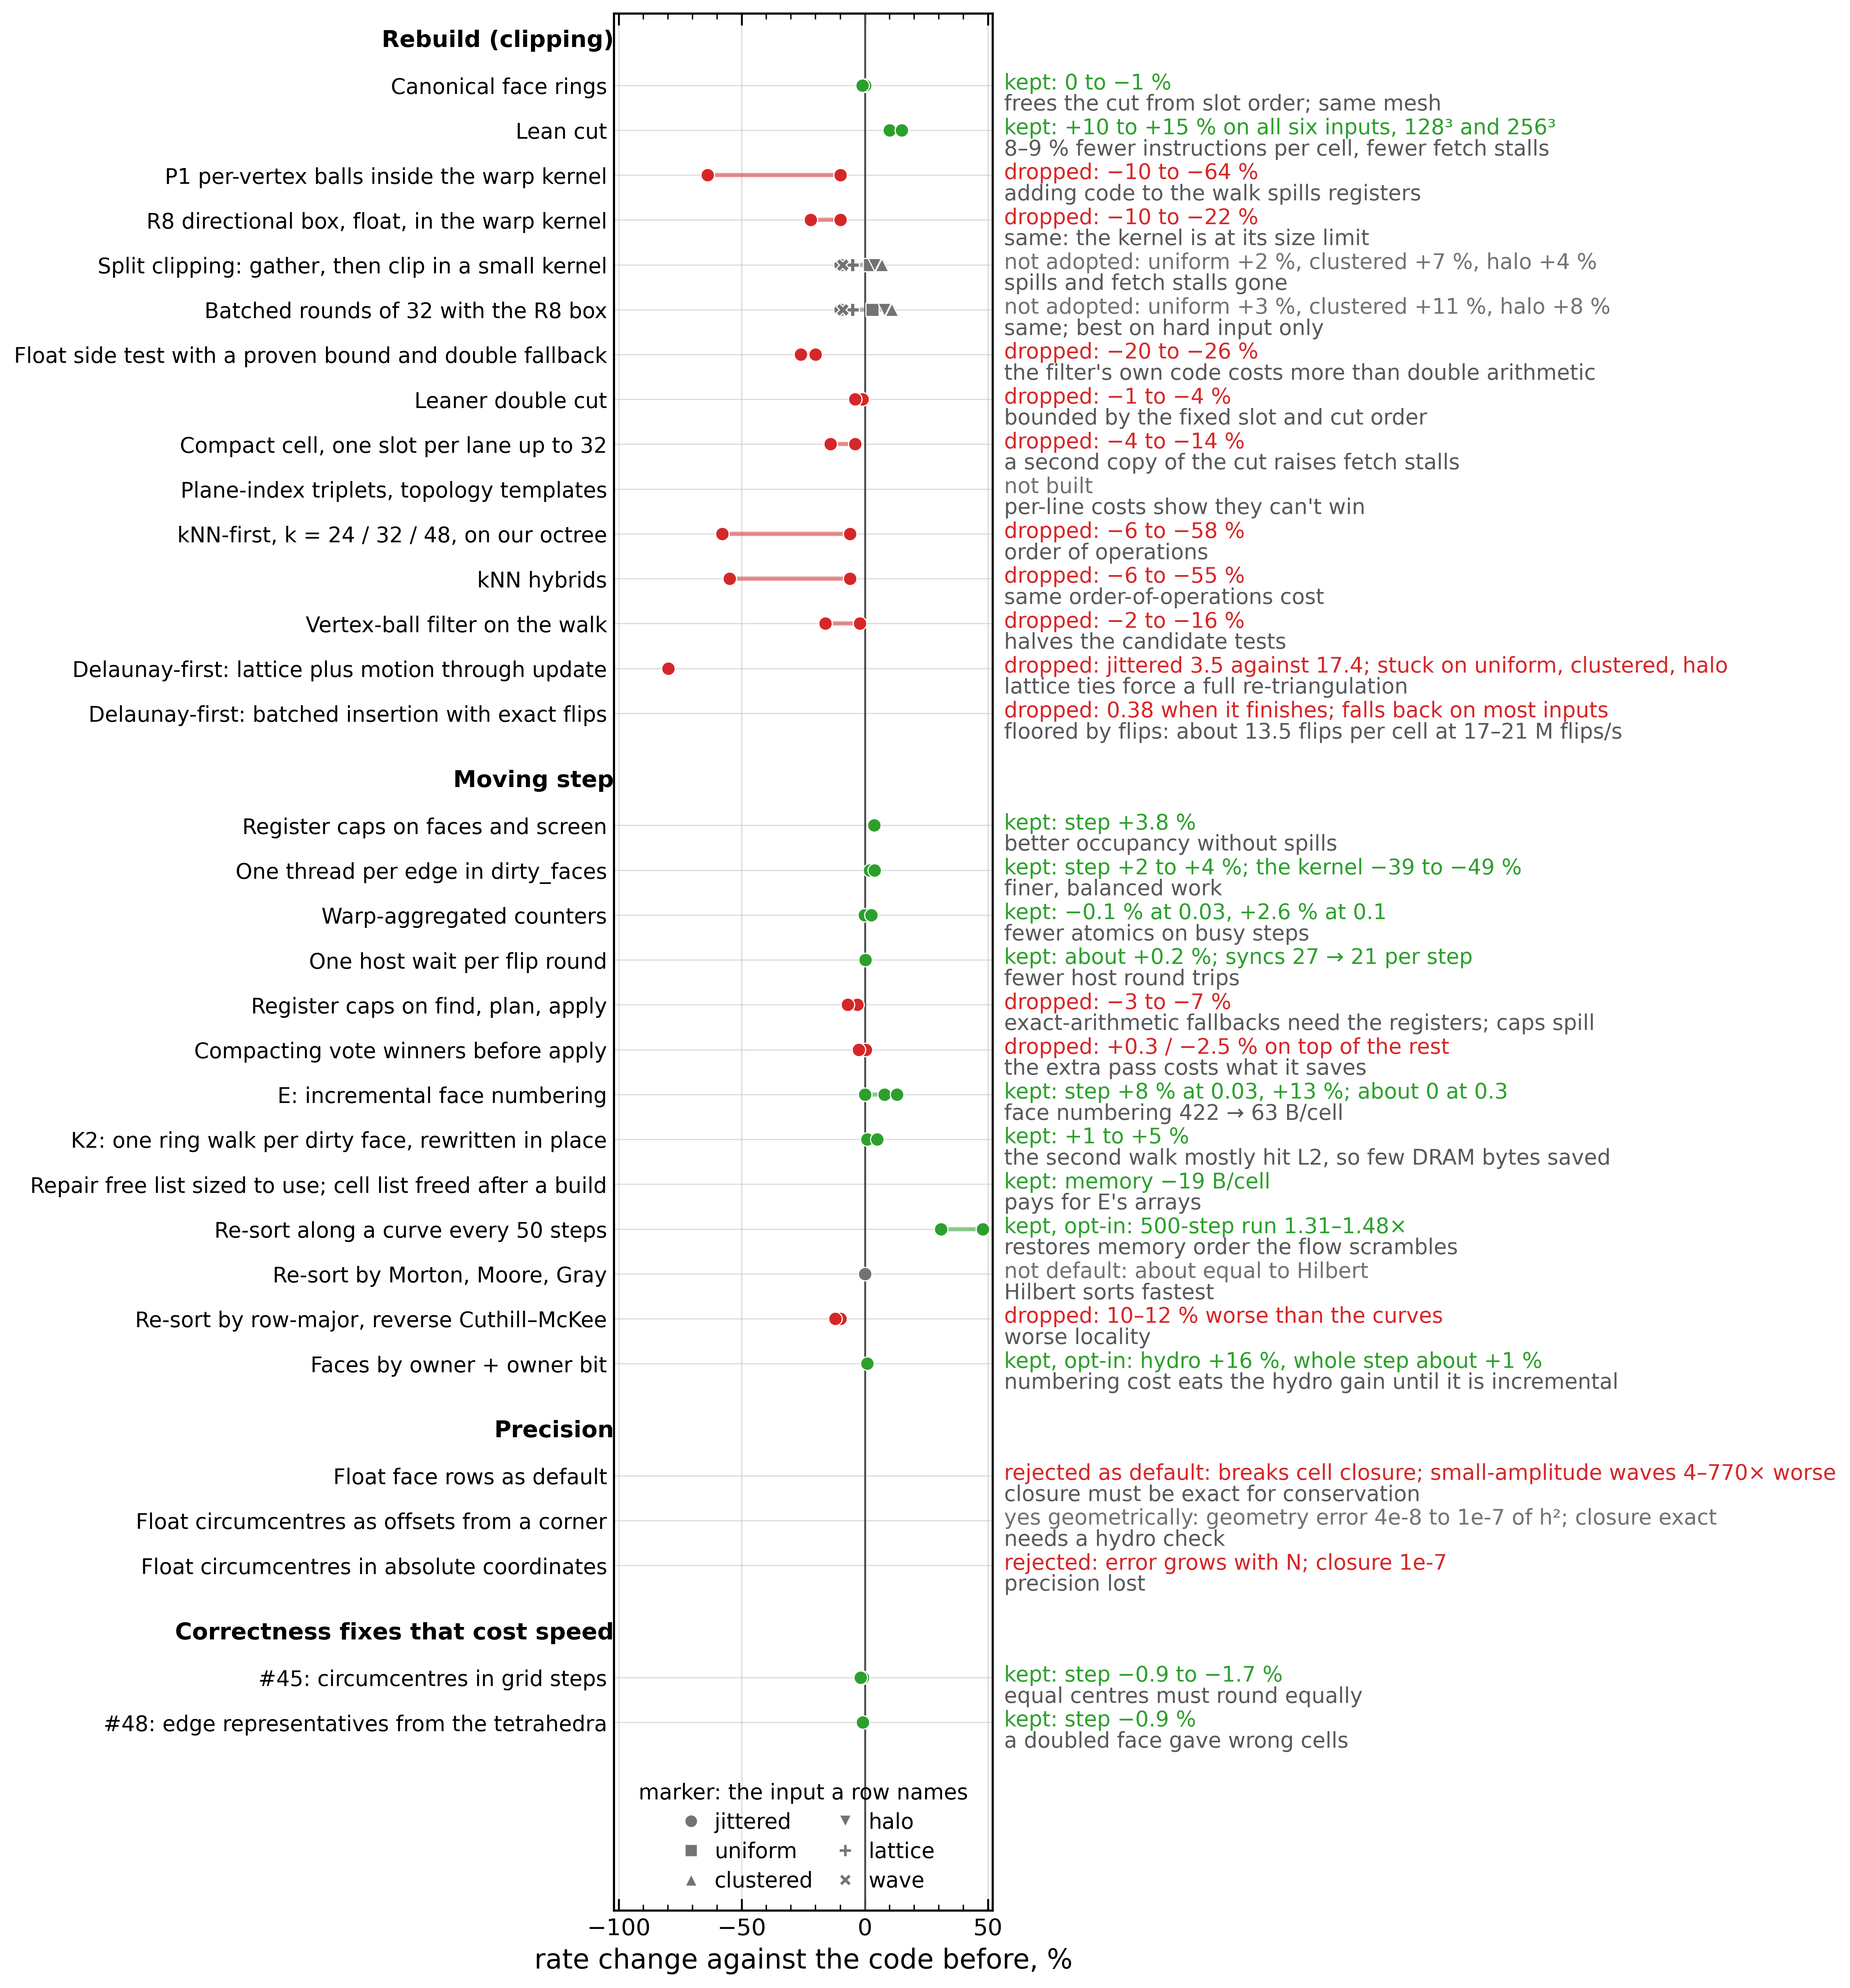 Rebuild (clipping)
Canonical face rings
kept: 0 to −1 %
frees the cut from slot order; same mesh
Lean cut
kept: +10 to +15 % on all six inputs, 128³ and 256³
8–9 % fewer instructions per cell, fewer fetch stalls
P1 per-vertex balls inside the warp kernel
dropped: −10 to −64 %
adding code to the walk spills registers
R8 directional box, float, in the warp kernel
dropped: −10 to −22 %
same: the kernel is at its size limit
Split clipping: gather, then clip in a small kernel
not adopted: uniform +2 %, clustered +7 %, halo +4 %
spills and fetch stalls gone
Batched rounds of 32 with the R8 box
not adopted: uniform +3 %, clustered +11 %, halo +8 %
same; best on hard input only
Float side test with a proven bound and double fallback
dropped: −20 to −26 %
the filter's own code costs more than double arithmetic
Leaner double cut
dropped: −1 to −4 %
bounded by the fixed slot and cut order
Compact cell, one slot per lane up to 32
dropped: −4 to −14 %
a second copy of the cut raises fetch stalls
Plane-index triplets, topology templates
not built
per-line costs show they can't win
kNN-first, k = 24 / 32 / 48, on our octree
dropped: −6 to −58 %
order of operations
kNN hybrids
dropped: −6 to −55 %
same order-of-operations cost
Vertex-ball filter on the walk
dropped: −2 to −16 %
halves the candidate tests
Delaunay-first: lattice plus motion through update
dropped: jittered 3.5 against 17.4; stuck on uniform, clustered, halo
lattice ties force a full re-triangulation
Delaunay-first: batched insertion with exact flips
dropped: 0.38 when it finishes; falls back on most inputs
floored by flips: about 13.5 flips per cell at 17–21 M flips/s
Moving step
Register caps on faces and screen
kept: step +3.8 %
better occupancy without spills
One thread per edge in dirty_faces
kept: step +2 to +4 %; the kernel −39 to −49 %
finer, balanced work
Warp-aggregated counters
kept: −0.1 % at 0.03, +2.6 % at 0.1
fewer atomics on busy steps
One host wait per flip round
kept: about +0.2 %; syncs 27 → 21 per step
fewer host round trips
Register caps on find, plan, apply
dropped: −3 to −7 %
exact-arithmetic fallbacks need the registers; caps spill
Compacting vote winners before apply
dropped: +0.3 / −2.5 % on top of the rest
the extra pass costs what it saves
E: incremental face numbering
kept: step +8 % at 0.03, +13 %; about 0 at 0.3
face numbering 422 → 63 B/cell
K2: one ring walk per dirty face, rewritten in place
kept: +1 to +5 %
the second walk mostly hit L2, so few DRAM bytes saved
Repair free list sized to use; cell list freed after a build
kept: memory −19 B/cell
pays for E's arrays
Re-sort along a curve every 50 steps
kept, opt-in: 500-step run 1.31–1.48×
restores memory order the flow scrambles
Re-sort by Morton, Moore, Gray
not default: about equal to Hilbert
Hilbert sorts fastest
Re-sort by row-major, reverse Cuthill–McKee
dropped: 10–12 % worse than the curves
worse locality
Faces by owner + owner bit
kept, opt-in: hydro +16 %, whole step about +1 %
numbering cost eats the hydro gain until it is incremental
Precision
Float face rows as default
rejected as default: breaks cell closure; small-amplitude waves 4–770× worse
closure must be exact for conservation
Float circumcentres as offsets from a corner
yes geometrically: geometry error 4e-8 to 1e-7 of h²; closure exact
needs a hydro check
Float circumcentres in absolute coordinates
rejected: error grows with N; closure 1e-7
precision lost
Correctness fixes that cost speed
#45: circumcentres in grid steps
kept: step −0.9 to −1.7 %
equal centres must round equally
#48: edge representatives from the tetrahedra
kept: step −0.9 %
a doubled face gave wrong cells
marker: the input a row names
jittered
halo
uniform
lattice
clustered
wave
−100 −50 0 50
rate change against the code before, %